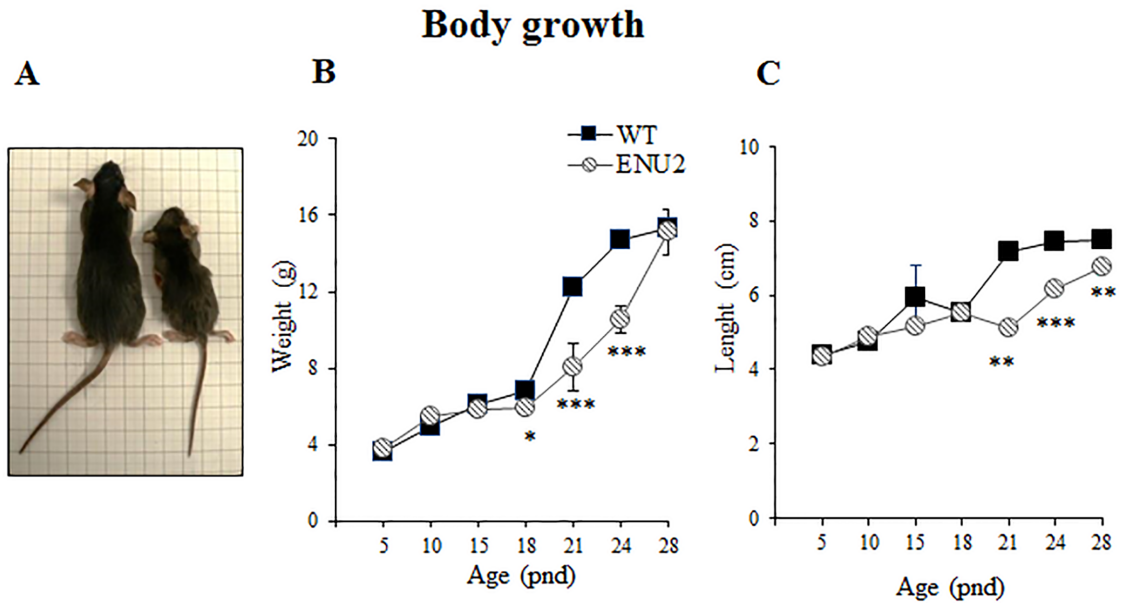 Body growth
A
B
C
20
16
12
8
4
0
Weight (g)
WT
ENU2
*
***
***
5 10 15 18 21 24 28
Age (pnd)
10
8
6
4
2
0
Lenght (cm)
**
***
**
5 10 15 18 21 24 28
Age (pnd)